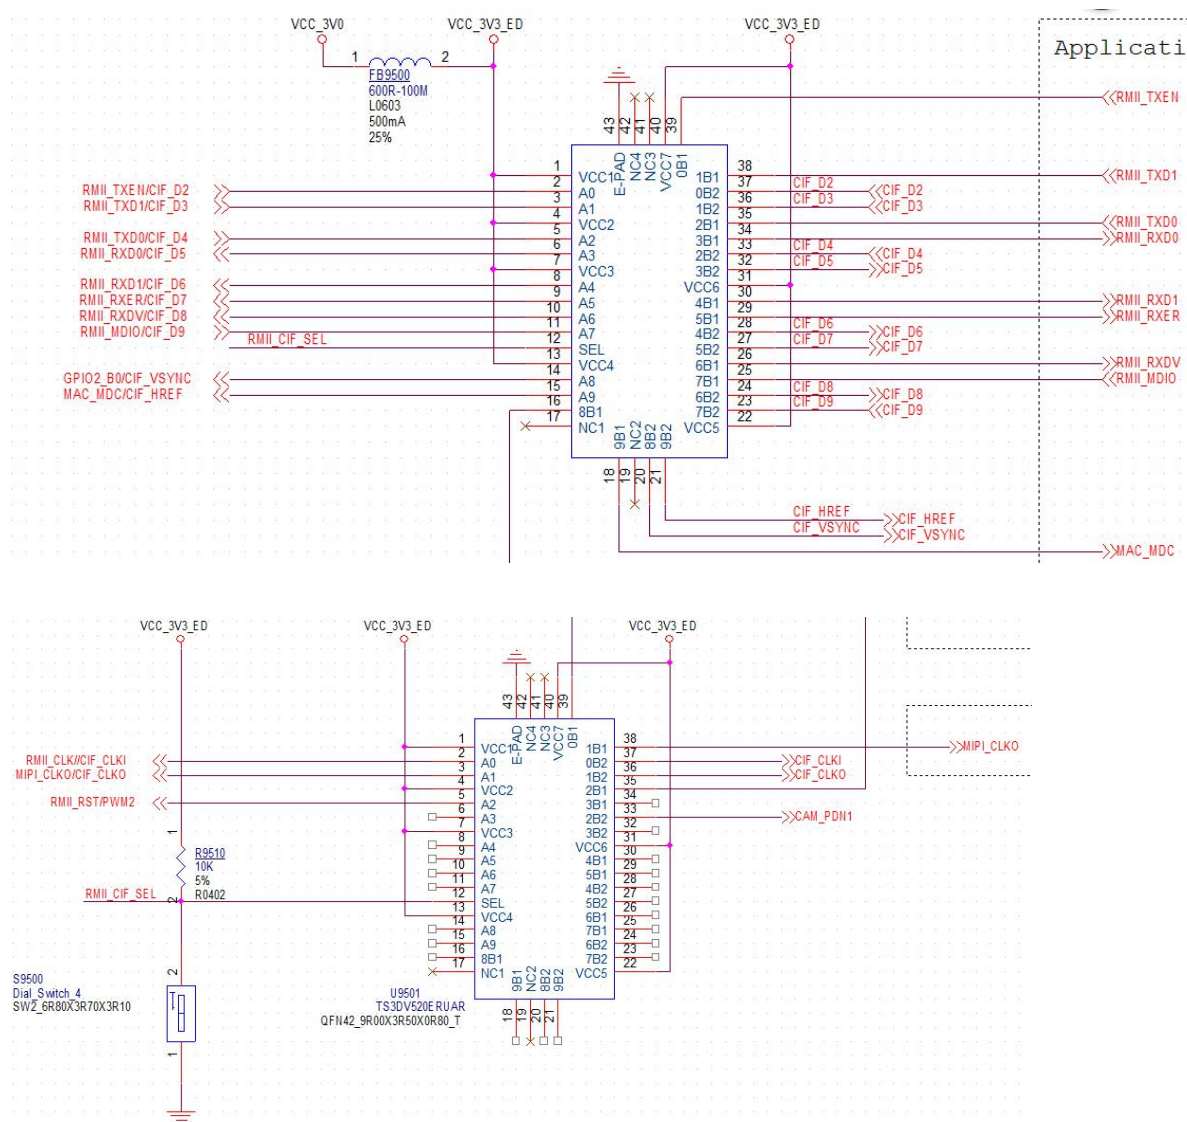 VCC_3V0
VCC_3V3_ED
VCC_3V3_ED
Applicati
1
2
FB9500
600R-100M
L0603
500mA
25%
43
42
41
40
39
RMII_TXEN
E-PAD
NC4
NC3
VCC7
0B1
1 VCC1
2 A0
3 A1
4 VCC2
5 A2
6 A3
7 VCC3
8 A4
9 A5
10 A6
11 A7
12 SEL
13 VCC4
14 A8
15 A9
16 8B1
17 NC1
RMII_TXEN/CIF_D2
RMII_TXD1/CIF_D3
RMII_TXD0/CIF_D4
RMII_RXD0/CIF_D5
RMII_RXD1/CIF_D6
RMII_RXER/CIF_D7
RMII_RXDV/CIF_D8
RMII_MDIO/CIF_D9
RMII_CIF_SEL
GPIO2_B0/CIF_VSYNC
MAC_MDC/CIF_HREF
1B1 38 RMII_TXD1
0B2 37 CIF_D2 CIF_D2
1B2 36 CIF_D3 CIF_D3
2B1 35 RMII_TXD0
3B1 34 RMII_RXD0
2B2 33 CIF_D4 CIF_D4
3B2 32 CIF_D5 CIF_D5
VCC6 31
4B1 30 RMII_RXD1
5B1 29 RMII_RXER
4B2 28 CIF_D6 CIF_D6
5B2 27 CIF_D7 CIF_D7
6B1 26 RMII_RXDV
7B1 25 RMII_MDIO
6B2 24 CIF_D8 CIF_D8
7B2 23 CIF_D9 CIF_D9
VCC5 22
9B1
NC2
8B2
9B2
18
19
20
21
CIF_HREF CIF_HREF
CIF_VSYNC CIF_VSYNC
MAC_MDC
VCC_3V3_ED
VCC_3V3_ED
VCC_3V3_ED
43
42
41
40
39
E-PAD
NC4
NC3
VCC7
0B1
RMII_CLK//CIF_CLKI
MIPI_CLKO/CIF_CLKO
RMII_RST/PWM2
1 VCC1
2 A0
3 A1
4 VCC2
5 A2
6 A3
7 VCC3
8 A4
9 A5
10 A6
11 A7
12 SEL
13 VCC4
14 A8
15 A9
16 8B1
17 NC1
1B1 38 MIPI_CLKO
0B2 37 CIF_CLKI
1B2 36 CIF_CLKO
2B1 35
3B1 34
2B2 33 CAM_PDN1
3B2 32
VCC6 31
4B1 30
5B1 29
4B2 28
5B2 27
6B1 26
7B1 25
6B2 24
7B2 23
VCC5 22
1
R9510
10K
5%
R0402
2
RMII_CIF_SEL
9B1
NC2
8B2
9B2
18
19
20
21
S9500
Dial_Switch_4
SW2_6R80X3R70X3R10
2
1
U9501
TS3DV520ERUAR
QFN42_9R00X3R50X0R80_T